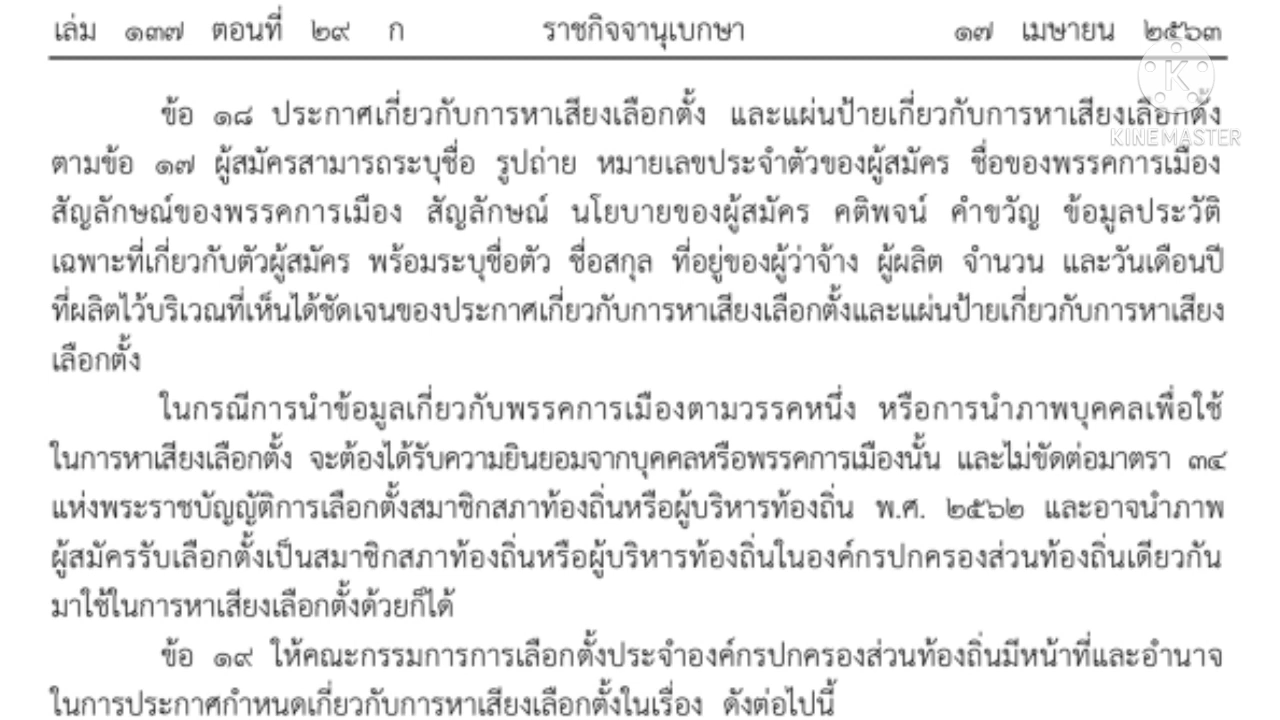 เล่ม ๑๓๗ ตอนที่ ๒๙ ก ราชกิจจานุเบกษา ๑๗ เมษายน ๒๕๖๓
K
KINEMASTER
ข้อ ๑๘ ประกาศเกี่ยวกับการหาเสียงเลือกตั้ง และแผ่นป้ายเกี่ยวกับการหาเสียงเลือกตั้ง
ตามข้อ ๑๗ ผู้สมัครสามารถระบุชื่อ รูปถ่าย หมายเลขประจำตัวของผู้สมัคร ชื่อของพรรคการเมือง
สัญลักษณ์ของพรรคการเมือง สัญลักษณ์ นโยบายของผู้สมัคร คติพจน์ คำขวัญ ข้อมูลประวัติ
เฉพาะที่เกี่ยวกับตัวผู้สมัคร พร้อมระบุชื่อตัว ชื่อสกุล ที่อยู่ของผู้ว่าจ้าง ผู้ผลิต จำนวน และวันเดือนปี
ที่ผลิตไว้บริเวณที่เห็นได้ชัดเจนของประกาศเกี่ยวกับการหาเสียงเลือกตั้งและแผ่นป้ายเกี่ยวกับการหาเสียง
เลือกตั้ง
ในกรณีการนำข้อมูลเกี่ยวกับพรรคการเมืองตามวรรคหนึ่ง หรือการนำภาพบุคคลเพื่อใช้
ในการหาเสียงเลือกตั้ง จะต้องได้รับความยินยอมจากบุคคลหรือพรรคการเมืองนั้น และไม่ขัดต่อมาตรา ๓๔
แห่งพระราชบัญญัติการเลือกตั้งสมาชิกสภาท้องถิ่นหรือผู้บริหารท้องถิ่น พ.ศ. ๒๕๖๒ และอาจนำภาพ
ผู้สมัครรับเลือกตั้งเป็นสมาชิกสภาท้องถิ่นหรือผู้บริหารท้องถิ่นในองค์กรปกครองส่วนท้องถิ่นเดียวกัน
มาใช้ในการหาเสียงเลือกตั้งด้วยก็ได้
ข้อ ๑๙ ให้คณะกรรมการการเลือกตั้งประจำองค์กรปกครองส่วนท้องถิ่นมีหน้าที่และอำนาจ
ในการประกาศกำหนดเกี่ยวกับการหาเสียงเลือกตั้งในเรื่อง ดังต่อไปนี้